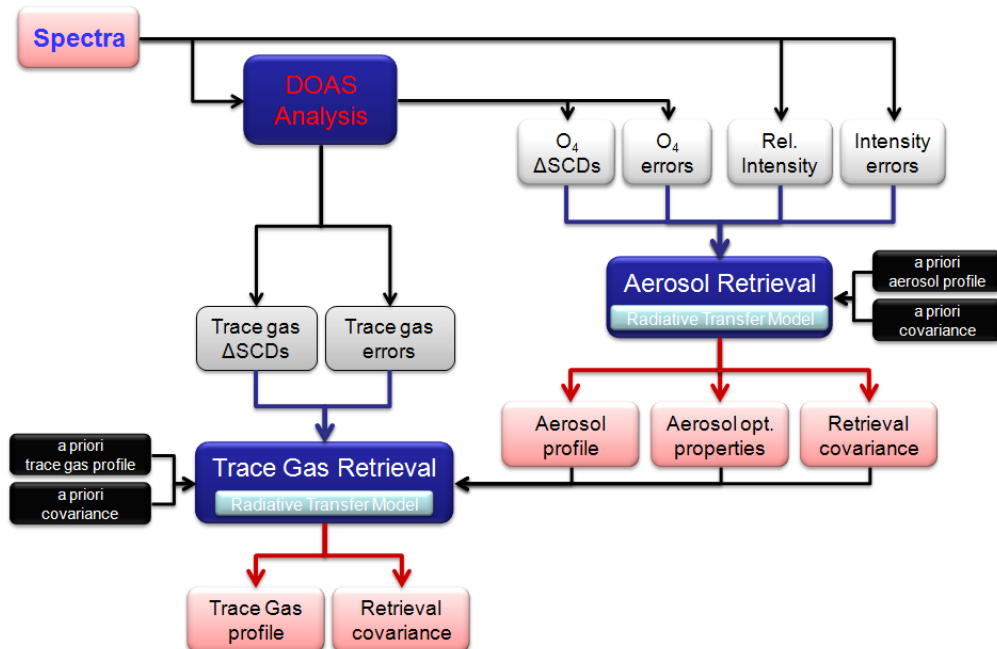 Spectra
DOAS
Analysis
O₄
ΔSCDs
O₄
errors
Rel.
Intensity
Intensity
errors
Aerosol Retrieval
Radiative Transfer Model
a priori
aerosol profile
a priori
covariance
Trace gas
ΔSCDs
Trace gas
errors
Aerosol
profile
Aerosol opt.
properties
Retrieval
covariance
a priori
trace gas profile
a priori
covariance
Trace Gas Retrieval
Radiative Transfer Model
Trace Gas
profile
Retrieval
covariance